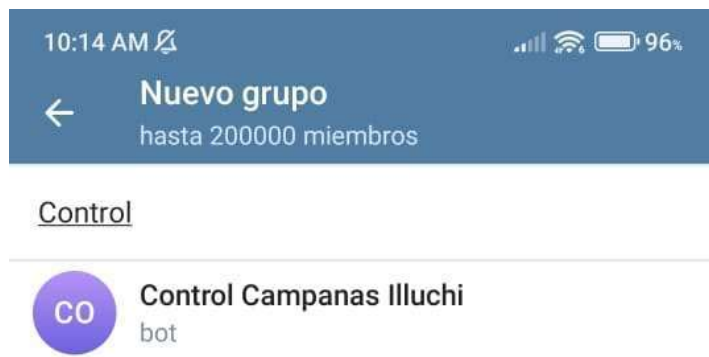 10:14 AM 96%
Nuevo grupo
hasta 200000 miembros
Control
CO
Control Campanas Illuchi
bot